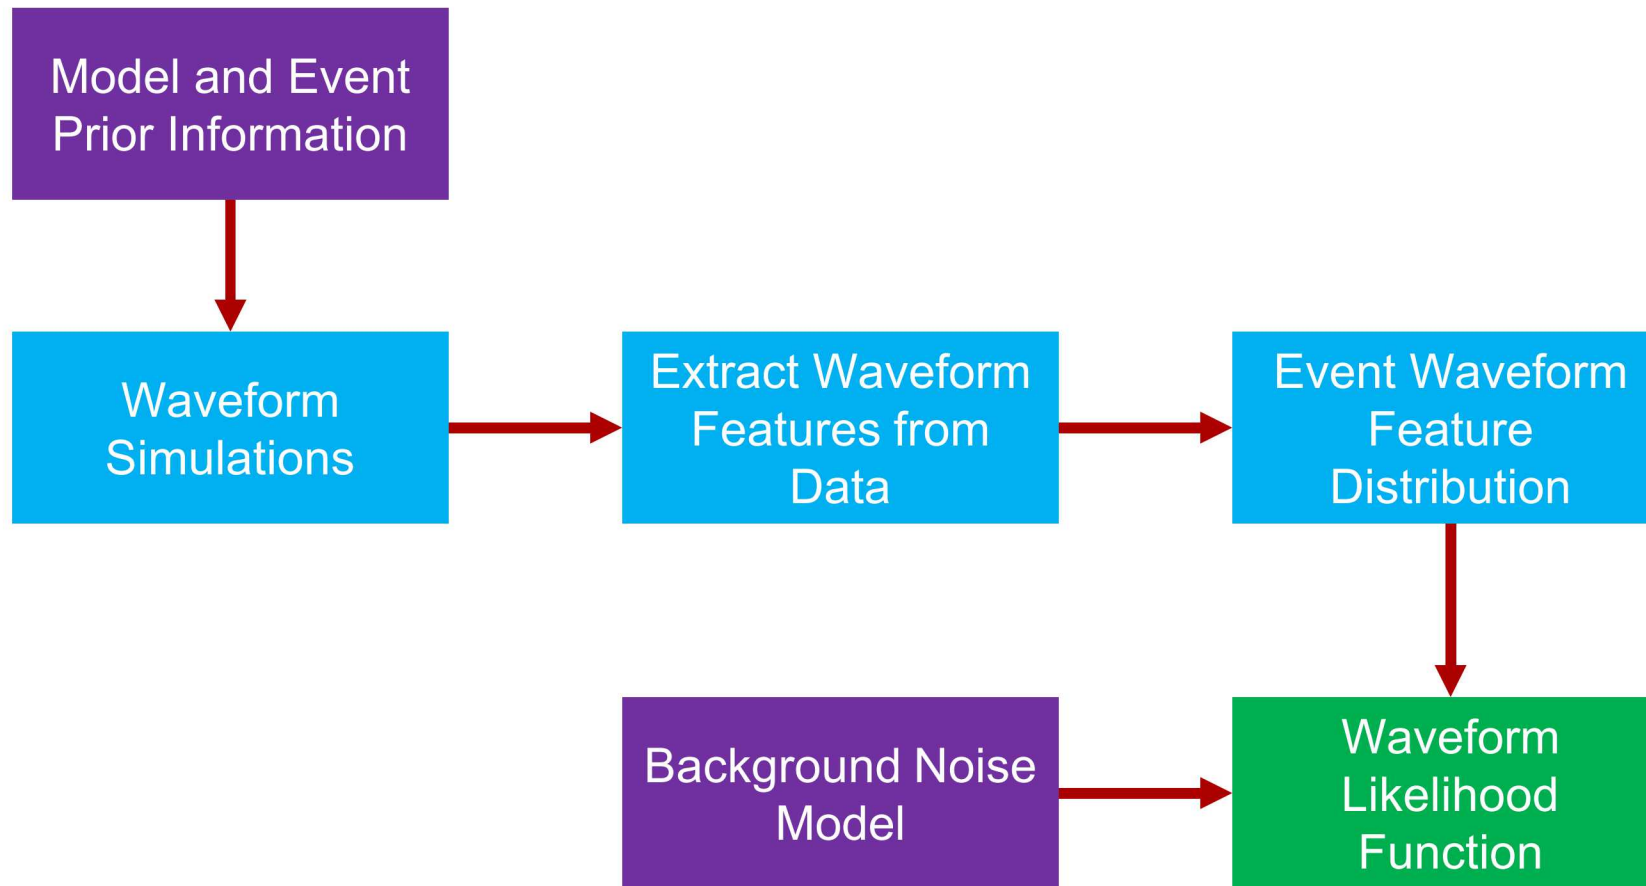 Model and Event
Prior Information
Waveform
Simulations
Extract Waveform
Features from
Data
Event Waveform
Feature
Distribution
Background Noise
Model
Waveform
Likelihood
Function